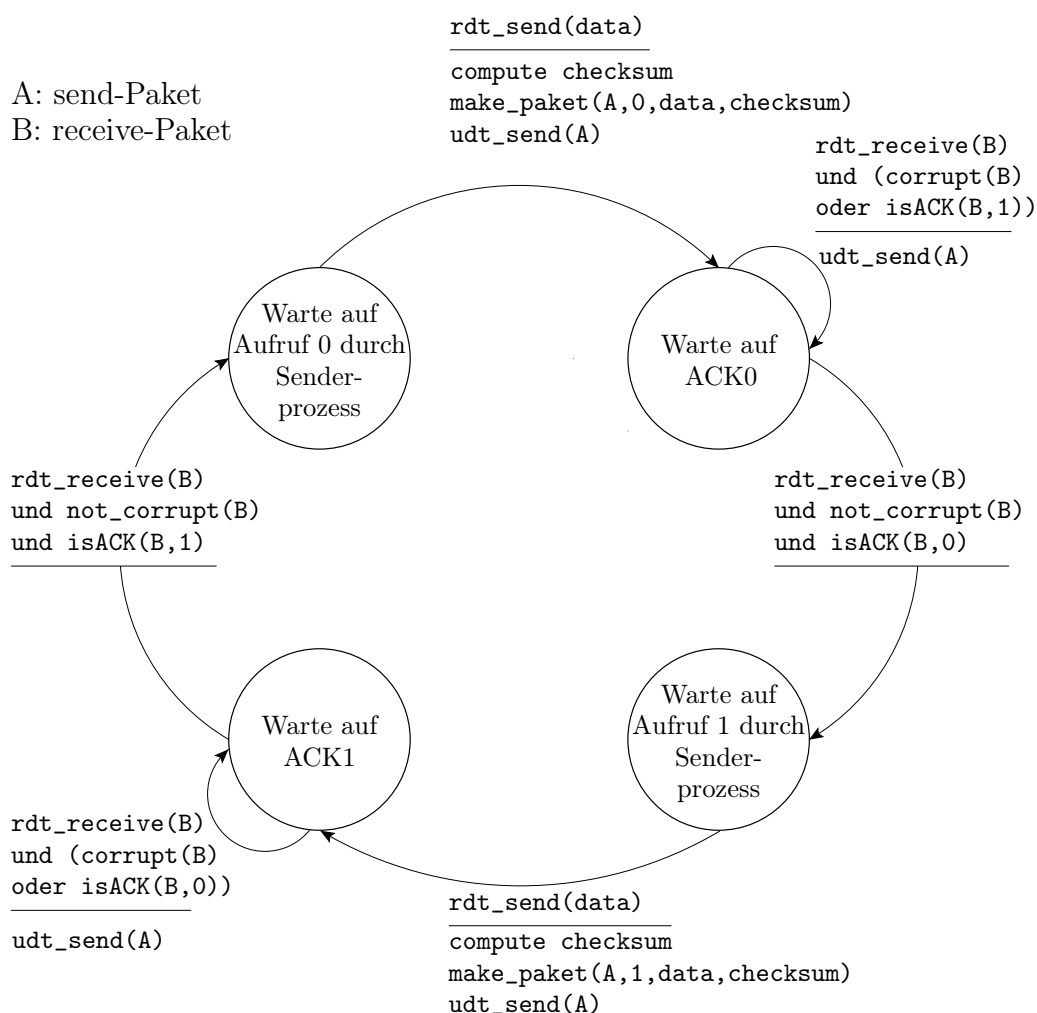 rdt_send(data)
compute checksum
make_paket(A,0,data,checksum)
udt_send(A)
A: send-Paket
B: receive-Paket
rdt_receive(B)
und (corrupt(B)
oder isACK(B,1))
udt_send(A)
Warte auf
Aufruf 0 durch
Sender-
prozess
Warte auf
ACK0
rdt_receive(B)
und not_corrupt(B)
und isACK(B,1)
rdt_receive(B)
und not_corrupt(B)
und isACK(B,0)
Warte auf
ACK1
Warte auf
Aufruf 1 durch
Sender-
prozess
rdt_receive(B)
und (corrupt(B)
oder isACK(B,0))
udt_send(A)
rdt_send(data)
compute checksum
make_paket(A,1,data,checksum)
udt_send(A)